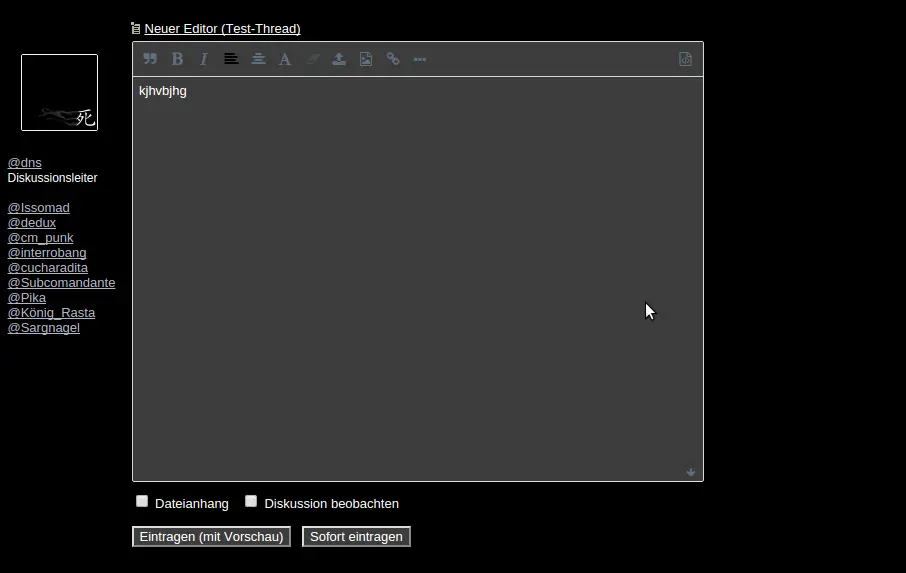 Neuer Editor (Test-Thread)
kjhvbjhg
死
@dns
Diskussionsleiter
@Issomad
@dedux
@cm_punk
@interrobang
@cucharadita
@Subcomandante
@Pika
@König_Rasta
@Sargnagel
Dateianhang Diskussion beobachten
Eintragen (mit Vorschau) Sofort eintragen